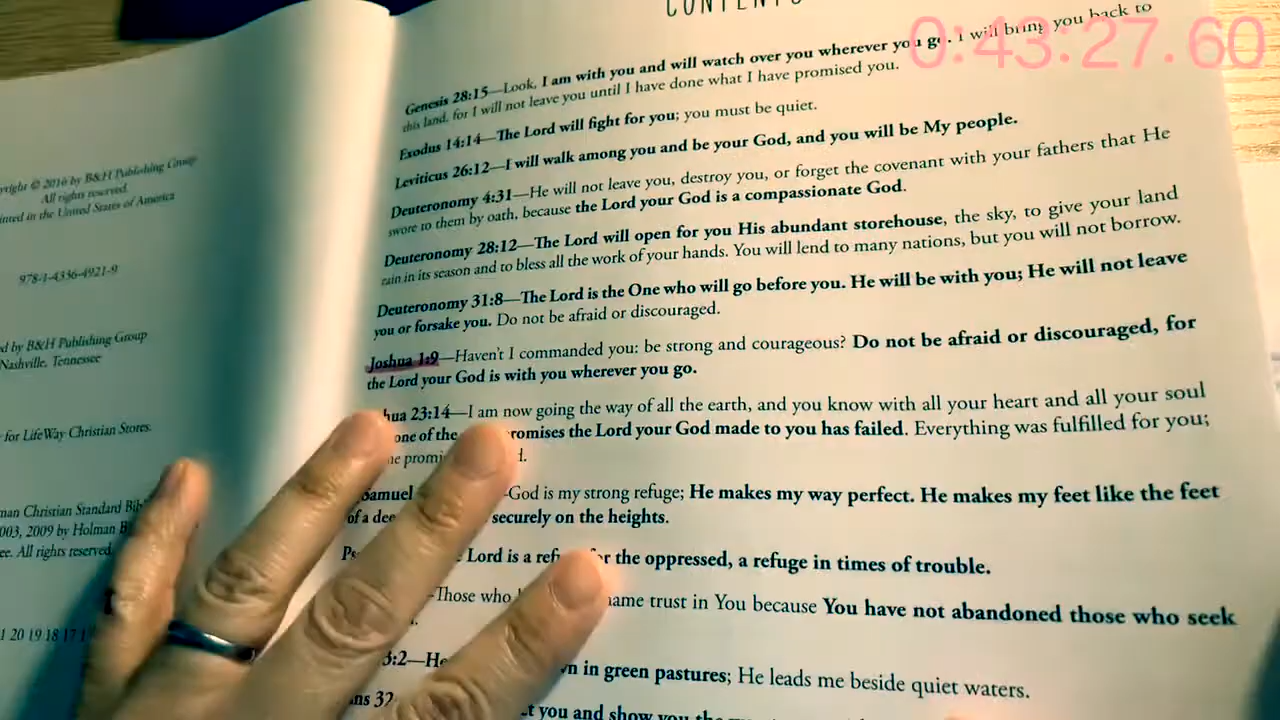 CONTENTS
0:43:27.60
Genesis 28:15—Look, I am with you and will watch over you wherever you go. I will bring you back to
this land, for I will not leave you until I have done what I have promised you.
Exodus 14:14—The Lord will fight for you; you must be quiet.
Leviticus 26:12—I will walk among you and be your God, and you will be My people.
Deuteronomy 4:31—He will not leave you, destroy you, or forget the covenant with your fathers that He
swore to them by oath, because the Lord your God is a compassionate God.
Deuteronomy 28:12—The Lord will open for you His abundant storehouse, the sky, to give your land
rain in its season and to bless all the work of your hands. You will lend to many nations, but you will not borrow.
Deuteronomy 31:8—The Lord is the One who will go before you. He will be with you; He will not leave
you or forsake you. Do not be afraid or discouraged.
Joshua 1:9—Haven't I commanded you: be strong and courageous? Do not be afraid or discouraged, for
the Lord your God is with you wherever you go.
hua 23:14—I am now going the way of all the earth, and you know with all your heart and all your soul
one of the romises the Lord your God made to you has failed. Everything was fulfilled for you;
promi
Samuel God is my strong refuge; He makes my way perfect. He makes my feet like the feet
of a dee securely on the heights.
Ps Lord is a ref r the oppressed, a refuge in times of trouble.
-Those who name trust in You because You have not abandoned those who seek
3:2—He n in green pastures; He leads me beside quiet waters.
ms 32 t you and show you the
yright © 2016 by B&H Publishing Group
All rights reserved.
inted in the United States of America
978-1-4336-4921-9
ed by B&H Publishing Group
Nashville, Tennessee
for LifeWay Christian Stores.
man Christian Standard Bib
003, 2009 by Holman B
ee. All rights reserved.
1 20 19 18 17 1